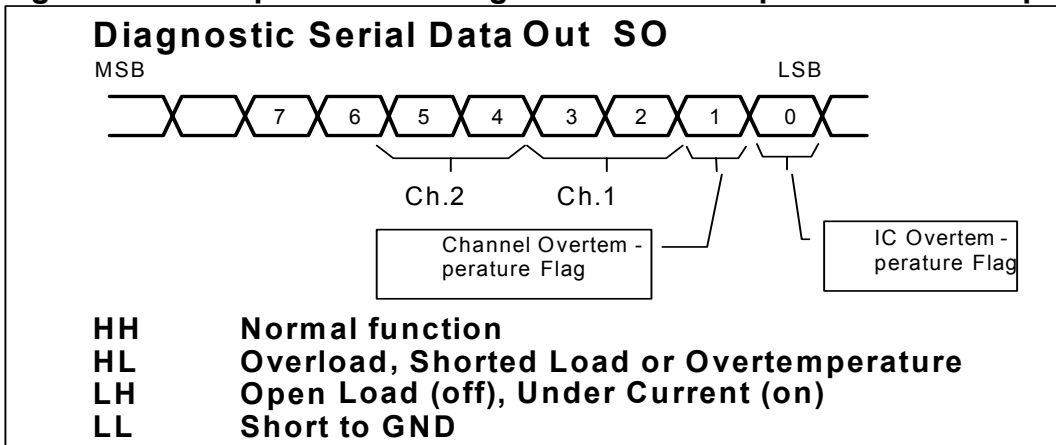 Diagnostic Serial Data Out SO
MSB LSB
7 6 5 4 3 2 1 0
Ch.2 Ch.1
Channel Overtem -
perature Flag
IC Overtem -
perature Flag
HH Normal function
HL Overload, Shorted Load or Overtemperature
LH Open Load (off), Under Current (on)
LL Short to GND